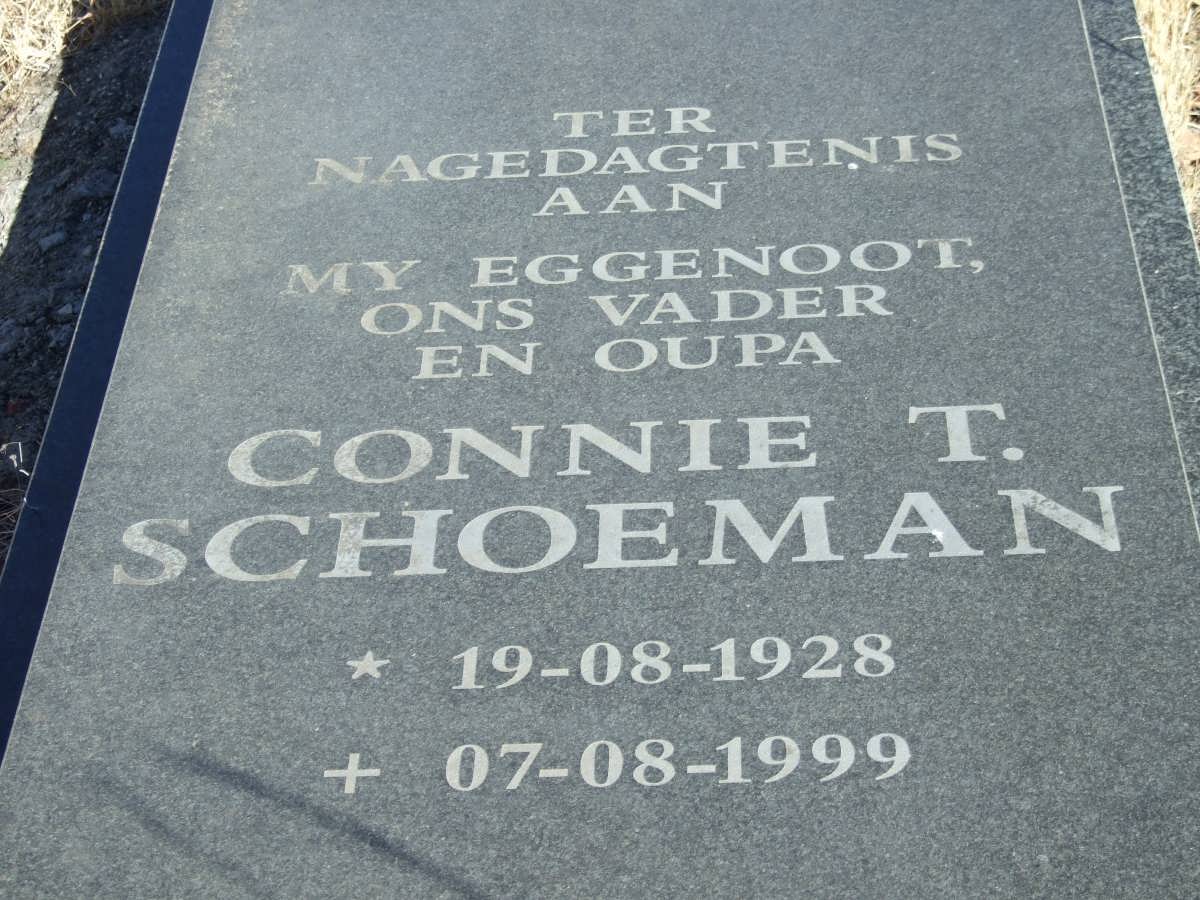 TER
NAGEDAGTENIS
AAN
MY EGGENOOT,
ONS VADER
EN OUPA
CONNIE T.
SCHOEMAN
* 19-08-1928
+ 07-08-1999